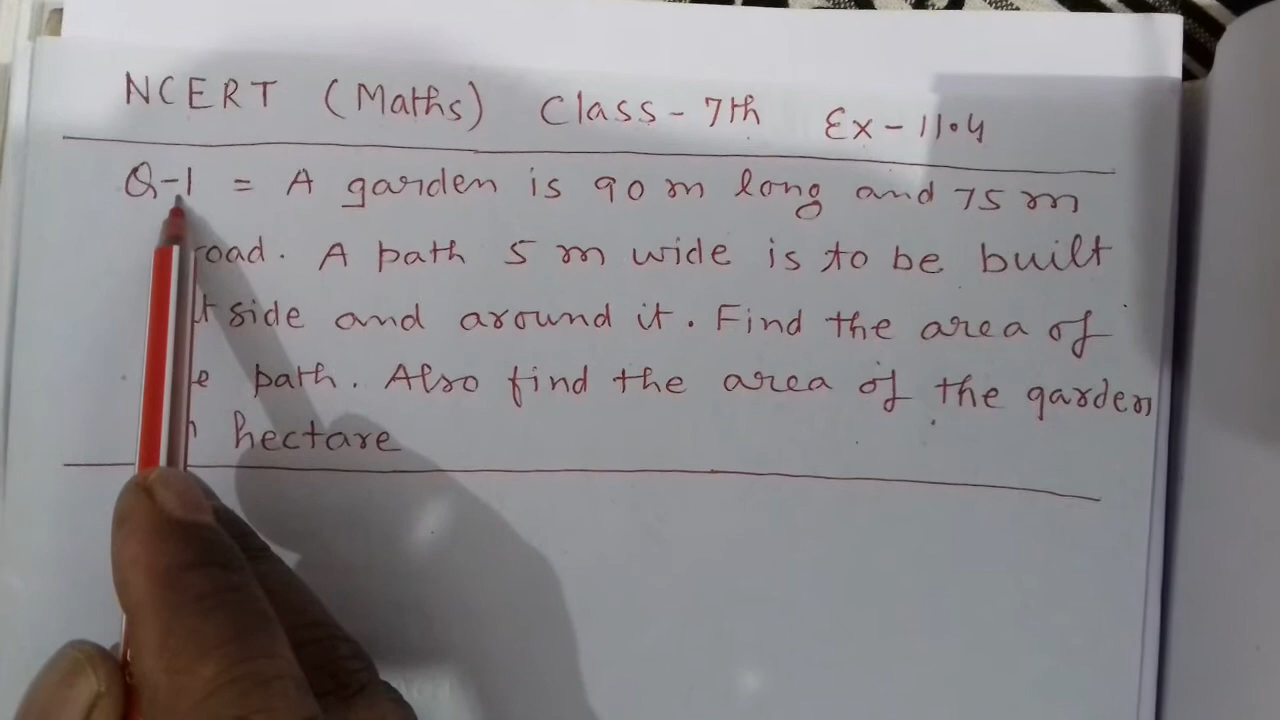 NCERT (Maths) Class-7th Ex-11.4
Q-1 = A garden is 90 m long and 75 m
road. A path 5 m wide is to be built
side and around it. Find the area of
path. Also find the area of the garden
hectare